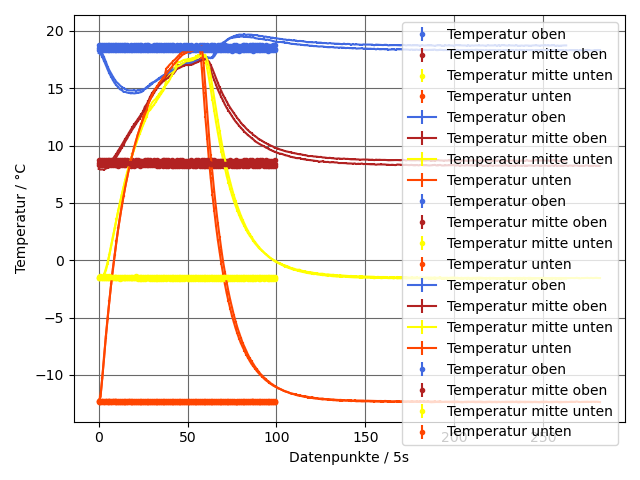 Temperatur / °C
20
15
10
5
0
−5
−10
0
50
100
150
200
250
Datenpunkte / 5s
Temperatur oben
Temperatur mitte oben
Temperatur mitte unten
Temperatur unten
Temperatur oben
Temperatur mitte oben
Temperatur mitte unten
Temperatur unten
Temperatur oben
Temperatur mitte oben
Temperatur mitte unten
Temperatur unten
Temperatur oben
Temperatur mitte oben
Temperatur mitte unten
Temperatur unten
Temperatur oben
Temperatur mitte oben
Temperatur mitte unten
Temperatur unten